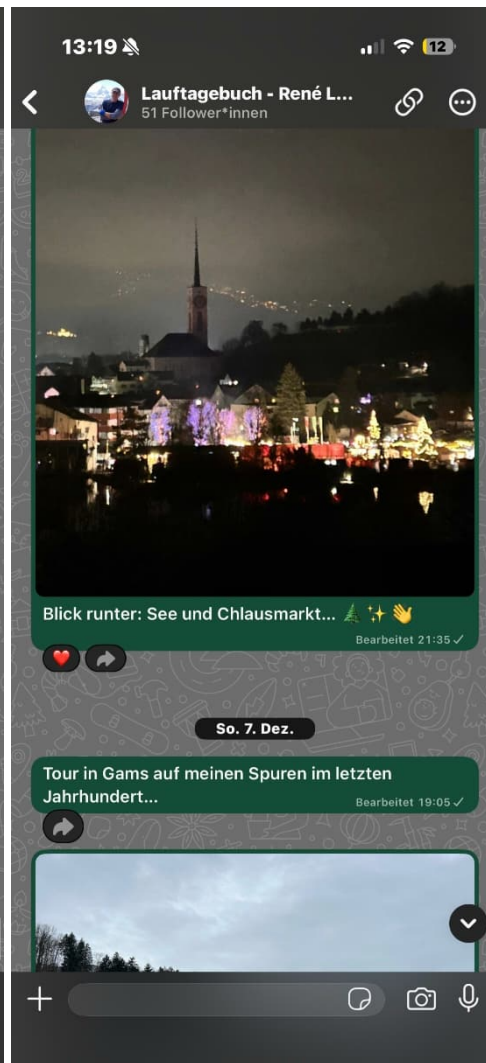 13:19
12
Lauftagebuch - René L...
51 Follower*innen
Blick runter: See und Chlausmarkt... 🎄✨👋
Bearbeitet 21:35
So. 7. Dez.
Tour in Gams auf meinen Spuren im letzten
Jahrhundert...
Bearbeitet 19:05